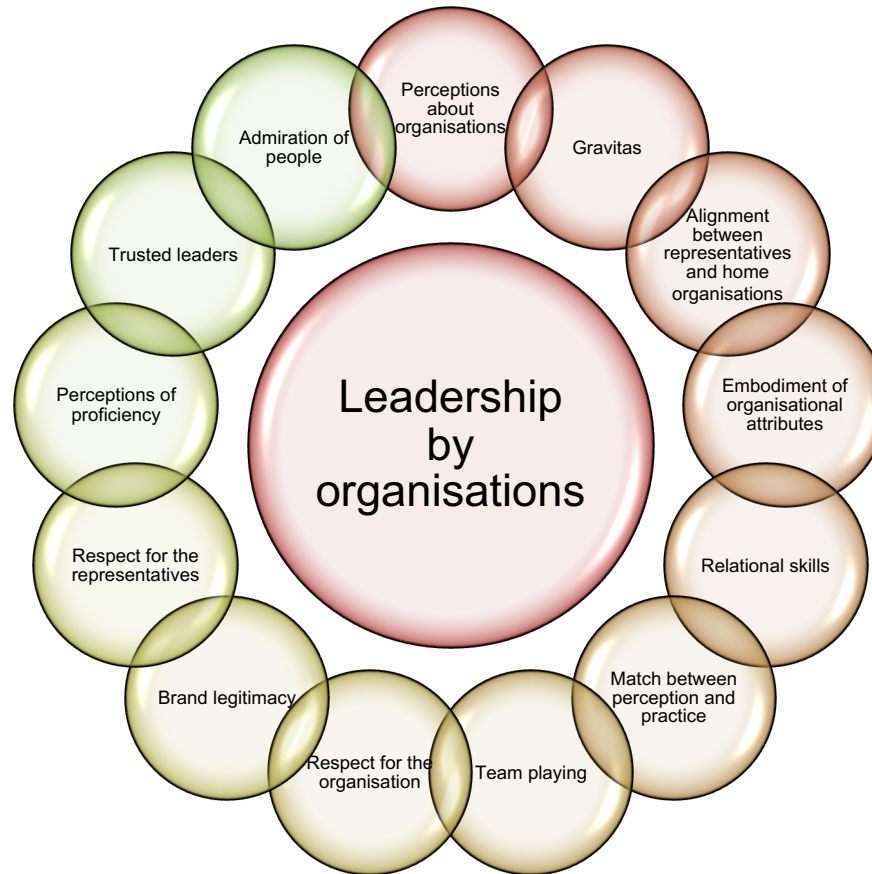 Perceptions
about
organisations
Gravitas
Alignment
between
representatives
and home
organisations
Embodiment of
organisational
attributes
Relational skills
Match between
perception and
practice
Team playing
Respect for the
organisation
Brand legitimacy
Respect for the
representatives
Perceptions of
proficiency
Trusted leaders
Admiration of
people
Leadership
by
organisations